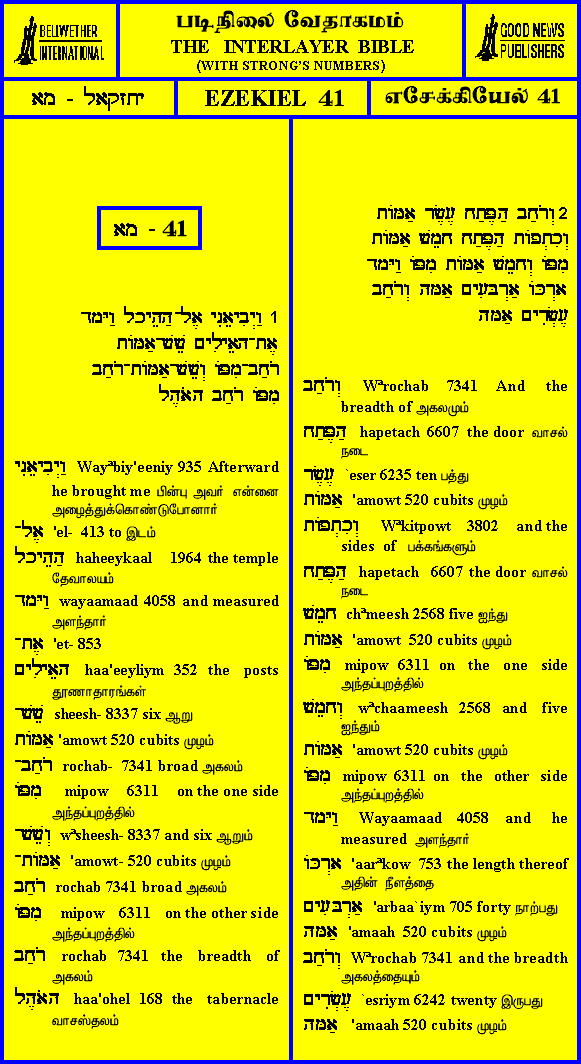 BELLWETHER
INTERNATIONAL
படிநிலை வேதாகமம்
THE INTERLAYER BIBLE
(WITH STRONG'S NUMBERS)
GOOD NEWS
PUBLISHERS
יחזקאל - מא
EZEKIEL 41
எசேக்கியேல் 41
41 - מא
1 וַיְבִיאֵנִי אֶל־הַהֵיכָל וַיָּמָד
אֶת־הָאֵילִים שֵׁשׁ־אַמּוֹת
רֹחַב־מִפּוֹ וְשֵׁשׁ־אַמּוֹת־רֹחַב
מִפּוֹ רֹחַב הָאֹהֶל
וַיְבִיאֵנִי Wayªbiy'eeniy 935 Afterward
he brought me பின்பு அவர் என்னை
அழைத்துக்கொண்டுபோனார்
אֶל־ 'el- 413 to இடம்
הַהֵיכָל haheeykaal 1964 the temple
தேவாலயம்
וַיָּמָד wayaamaad 4058 and measured
அளந்தார்
אֶת־ 'et- 853
הָאֵילִים haa'eeyliym 352 the posts
தூணாதாரங்கள்
שֵׁשׁ־ sheesh- 8337 six ஆறு
אַמּוֹת 'amowt 520 cubits முழம்
רֹחַב־ rochab- 7341 broad அகலம்
מִפּוֹ mipow 6311 on the one side
அந்தப்புறத்தில்
וְשֵׁשׁ־ wªsheesh- 8337 and six ஆறும்
אַמּוֹת־ 'amowt- 520 cubits முழம்
רֹחַב rochab 7341 broad அகலம்
מִפּוֹ mipow 6311 on the other side
அந்தப்புறத்தில்
רֹחַב rochab 7341 the breadth of
அகலம்
הָאֹהֶל haa'ohel 168 the tabernacle
வாசஸ்தலம்
2 וְרֹחַב הַפֶּתַח עֶשֶׂר אַמּוֹת
וְכִתְפוֹת הַפֶּתַח חָמֵשׁ אַמּוֹת
מִפּוֹ וְחָמֵשׁ אַמּוֹת מִפּוֹ וַיָּמָד
אָרְכּוֹ אַרְבָּעִים אַמָּה וְרֹחַב
עֶשְׂרִים אַמָּה
וְרֹחַב Wªrochab 7341 And the
breadth of அகலமும்
הַפֶּתַח hapetach 6607 the door வாசல்
நடை
עֶשֶׂר `eser 6235 ten பத்து
אַמּוֹת 'amowt 520 cubits முழம்
וְכִתְפוֹת Wªkitpowt 3802 and the
sides of பக்கங்களும்
הַפֶּתַח hapetach 6607 the door வாசல்
நடை
חָמֵשׁ chªmeesh 2568 five ஐந்து
אַמּוֹת 'amowt 520 cubits முழம்
מִפּוֹ mipow 6311 on the one side
அந்தப்புறத்தில்
וְחָמֵשׁ wªchaameesh 2568 and five
ஐந்தும்
אַמּוֹת 'amowt 520 cubits முழம்
מִפּוֹ mipow 6311 on the other side
அந்தப்புறத்தில்
וַיָּמָד Wayaamaad 4058 and he
measured அளந்தார்
אָרְכּוֹ 'aarªkow 753 the length thereof
அதின் நீளத்தை
אַרְבָּעִים 'arbaa`iym 705 forty நாற்பது
אַמָּה 'amaah 520 cubits முழம்
וְרֹחַב Wªrochab 7341 and the breadth
அகலத்தையும்
עֶשְׂרִים `esriym 6242 twenty இருபது
אַמָּה 'amaah 520 cubits முழம்